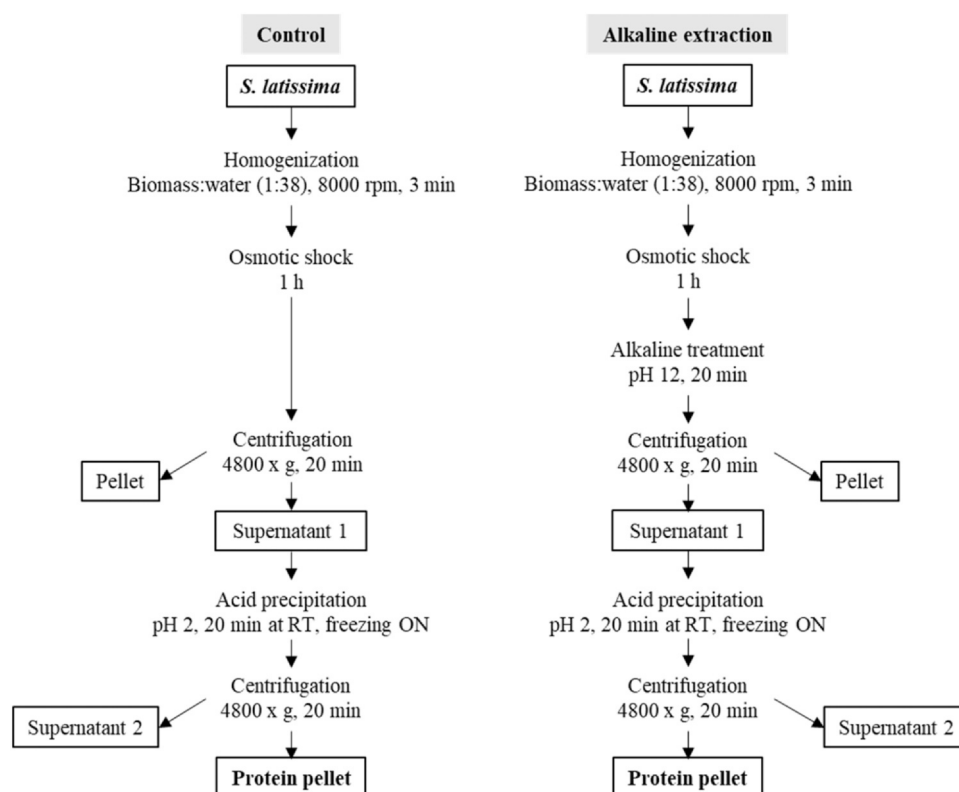 Control
S. latissima
Homogenization
Biomass:water (1:38), 8000 rpm, 3 min
Osmotic shock
1 h
Centrifugation
4800 x g, 20 min
Pellet
Supernatant 1
Acid precipitation
pH 2, 20 min at RT, freezing ON
Centrifugation
4800 x g, 20 min
Supernatant 2
Protein pellet
Alkaline extraction
S. latissima
Homogenization
Biomass:water (1:38), 8000 rpm, 3 min
Osmotic shock
1 h
Alkaline treatment
pH 12, 20 min
Centrifugation
4800 x g, 20 min
Pellet
Supernatant 1
Acid precipitation
pH 2, 20 min at RT, freezing ON
Centrifugation
4800 x g, 20 min
Supernatant 2
Protein pellet